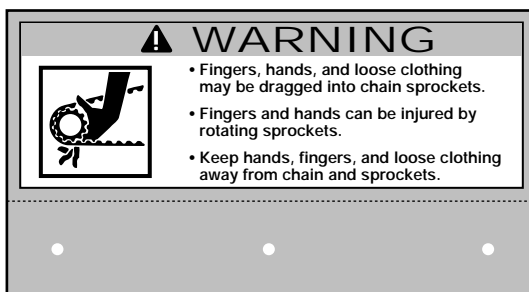 WARNING
• Fingers, hands, and loose clothing
may be dragged into chain sprockets.
• Fingers and hands can be injured by
rotating sprockets.
• Keep hands, fingers, and loose clothing
away from chain and sprockets.